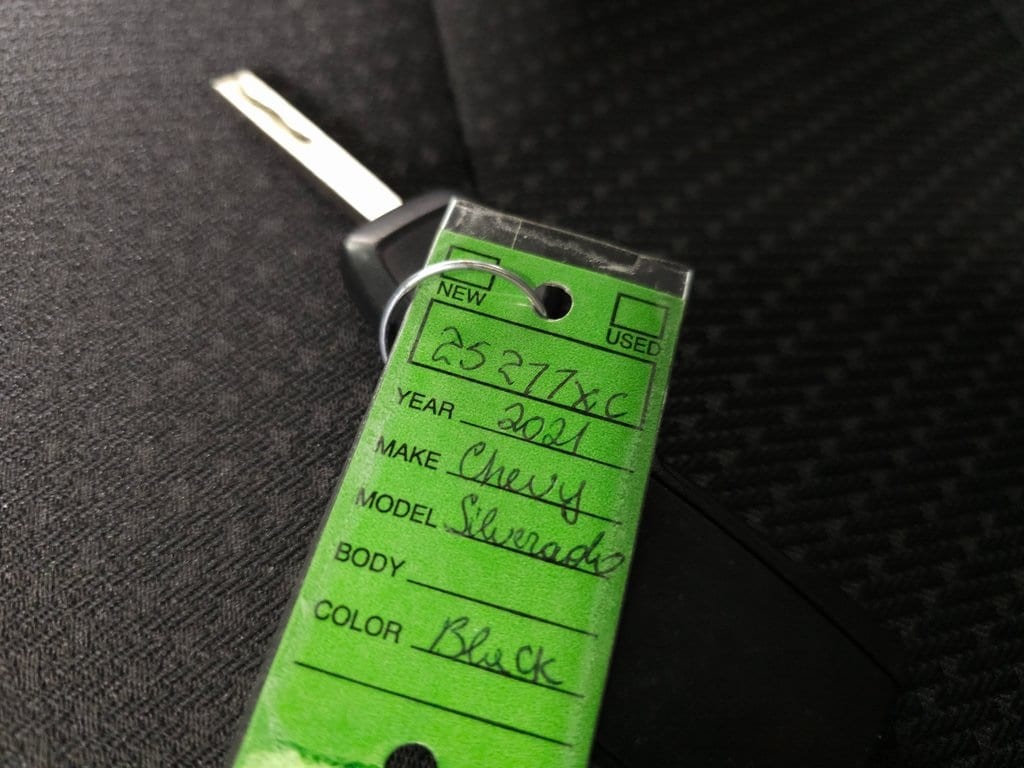 NEW USED
25277XC
YEAR 2021
MAKE Chevy
MODEL Silverado
BODY
COLOR Black